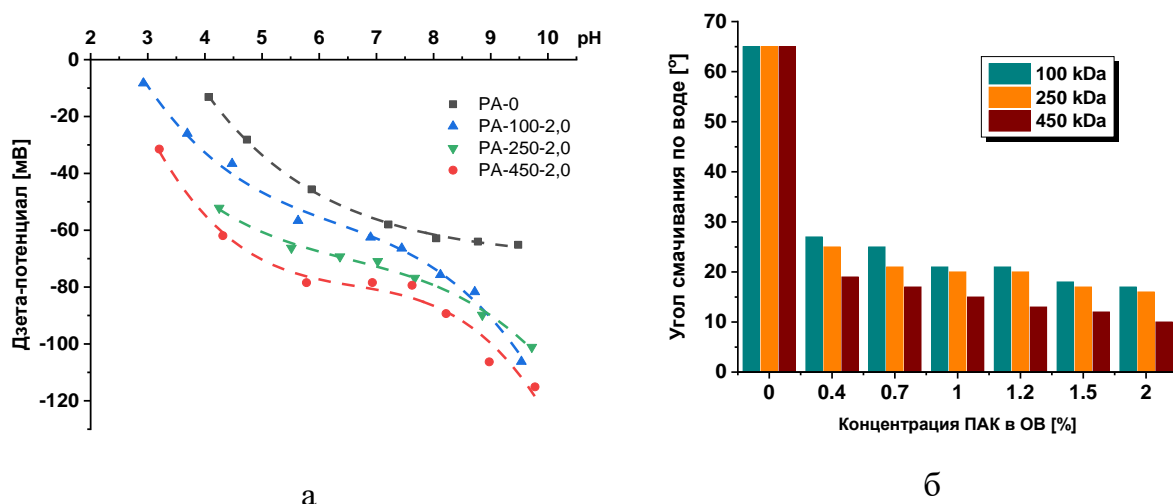 2 3 4 5 6 7 8 9 10 pH
0
-20
-40
-60
-80
-100
-120
Дзета-потенциал [мВ]
PA-0
PA-100-2,0
PA-250-2,0
PA-450-2,0
а
70
60
50
40
30
20
10
0
Угол смачивания по воде [°]
100 kDa
250 kDa
450 kDa
0 0.4 0.7 1 1.2 1.5 2
Концентрация ПАК в ОВ [%]
б